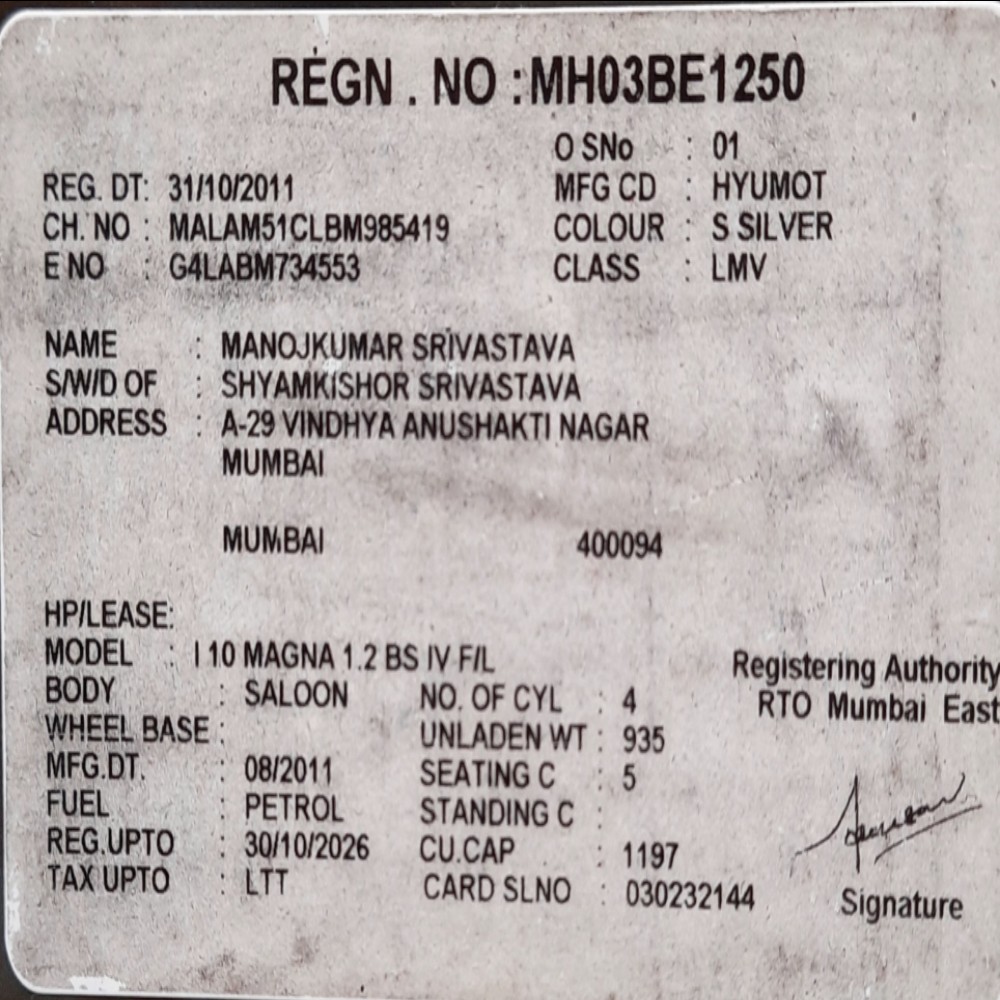 REGN . NO : MH03BE1250
O SNo : 01
REG. DT: 31/10/2011 MFG CD : HYUMOT
CH. NO : MALAM51CLBM985419 COLOUR : S SILVER
E NO : G4LABM734553 CLASS : LMV
NAME : MANOJKUMAR SRIVASTAVA
S/W/D OF : SHYAMKISHOR SRIVASTAVA
ADDRESS : A-29 VINDHYA ANUSHAKTI NAGAR
MUMBAI
MUMBAI 400094
HP/LEASE:
MODEL : I 10 MAGNA 1.2 BS IV F/L
Registering Authority
BODY : SALOON NO. OF CYL : 4
RTO Mumbai East
WHEEL BASE : UNLADEN WT : 935
MFG.DT. : 08/2011 SEATING C : 5
FUEL : PETROL STANDING C :
REG.UPTO : 30/10/2026 CU.CAP : 1197
TAX UPTO : LTT CARD SLNO : 030232144
Signature